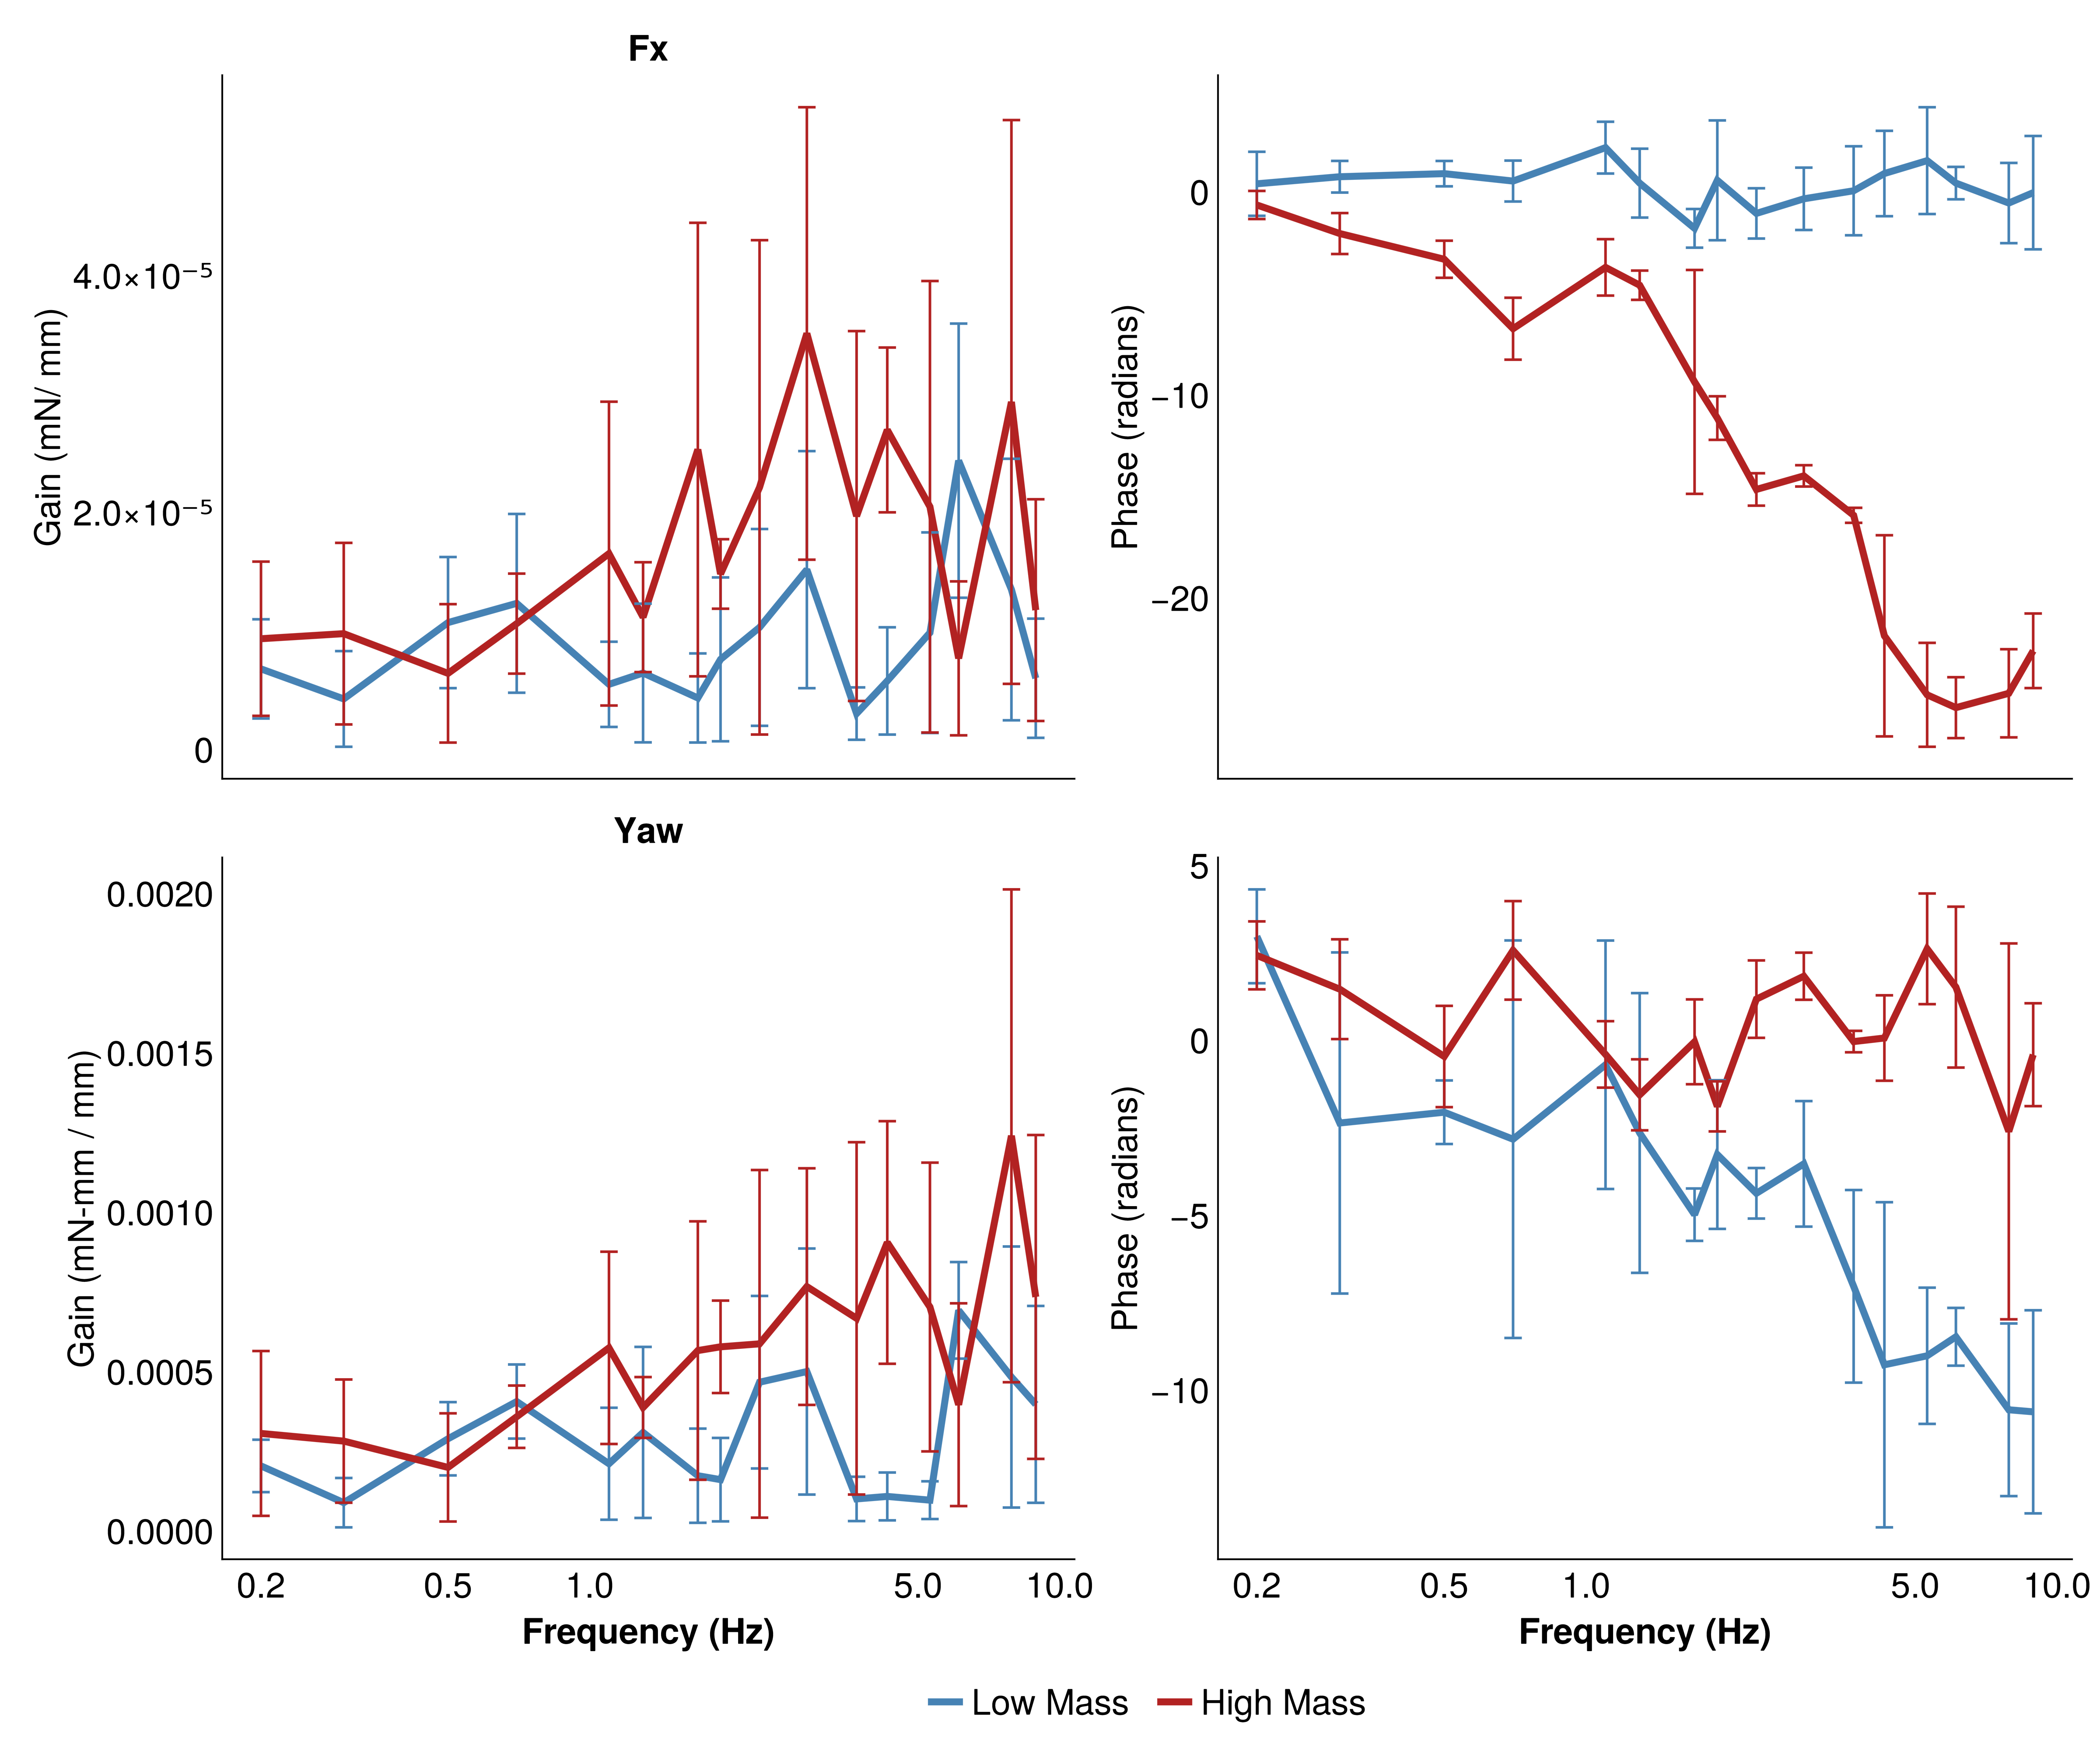 Fx
Gain (mN/ mm)
4.0×10⁻⁵
2.0×10⁻⁵
0
Phase (radians)
0
−10
−20
Yaw
Gain (mN-mm / mm)
0.0020
0.0015
0.0010
0.0005
0.0000
0.2 0.5 1.0 5.0 10.0
Frequency (Hz)
Phase (radians)
5
0
−5
−10
0.2 0.5 1.0 5.0 10.0
Frequency (Hz)
Low Mass High Mass